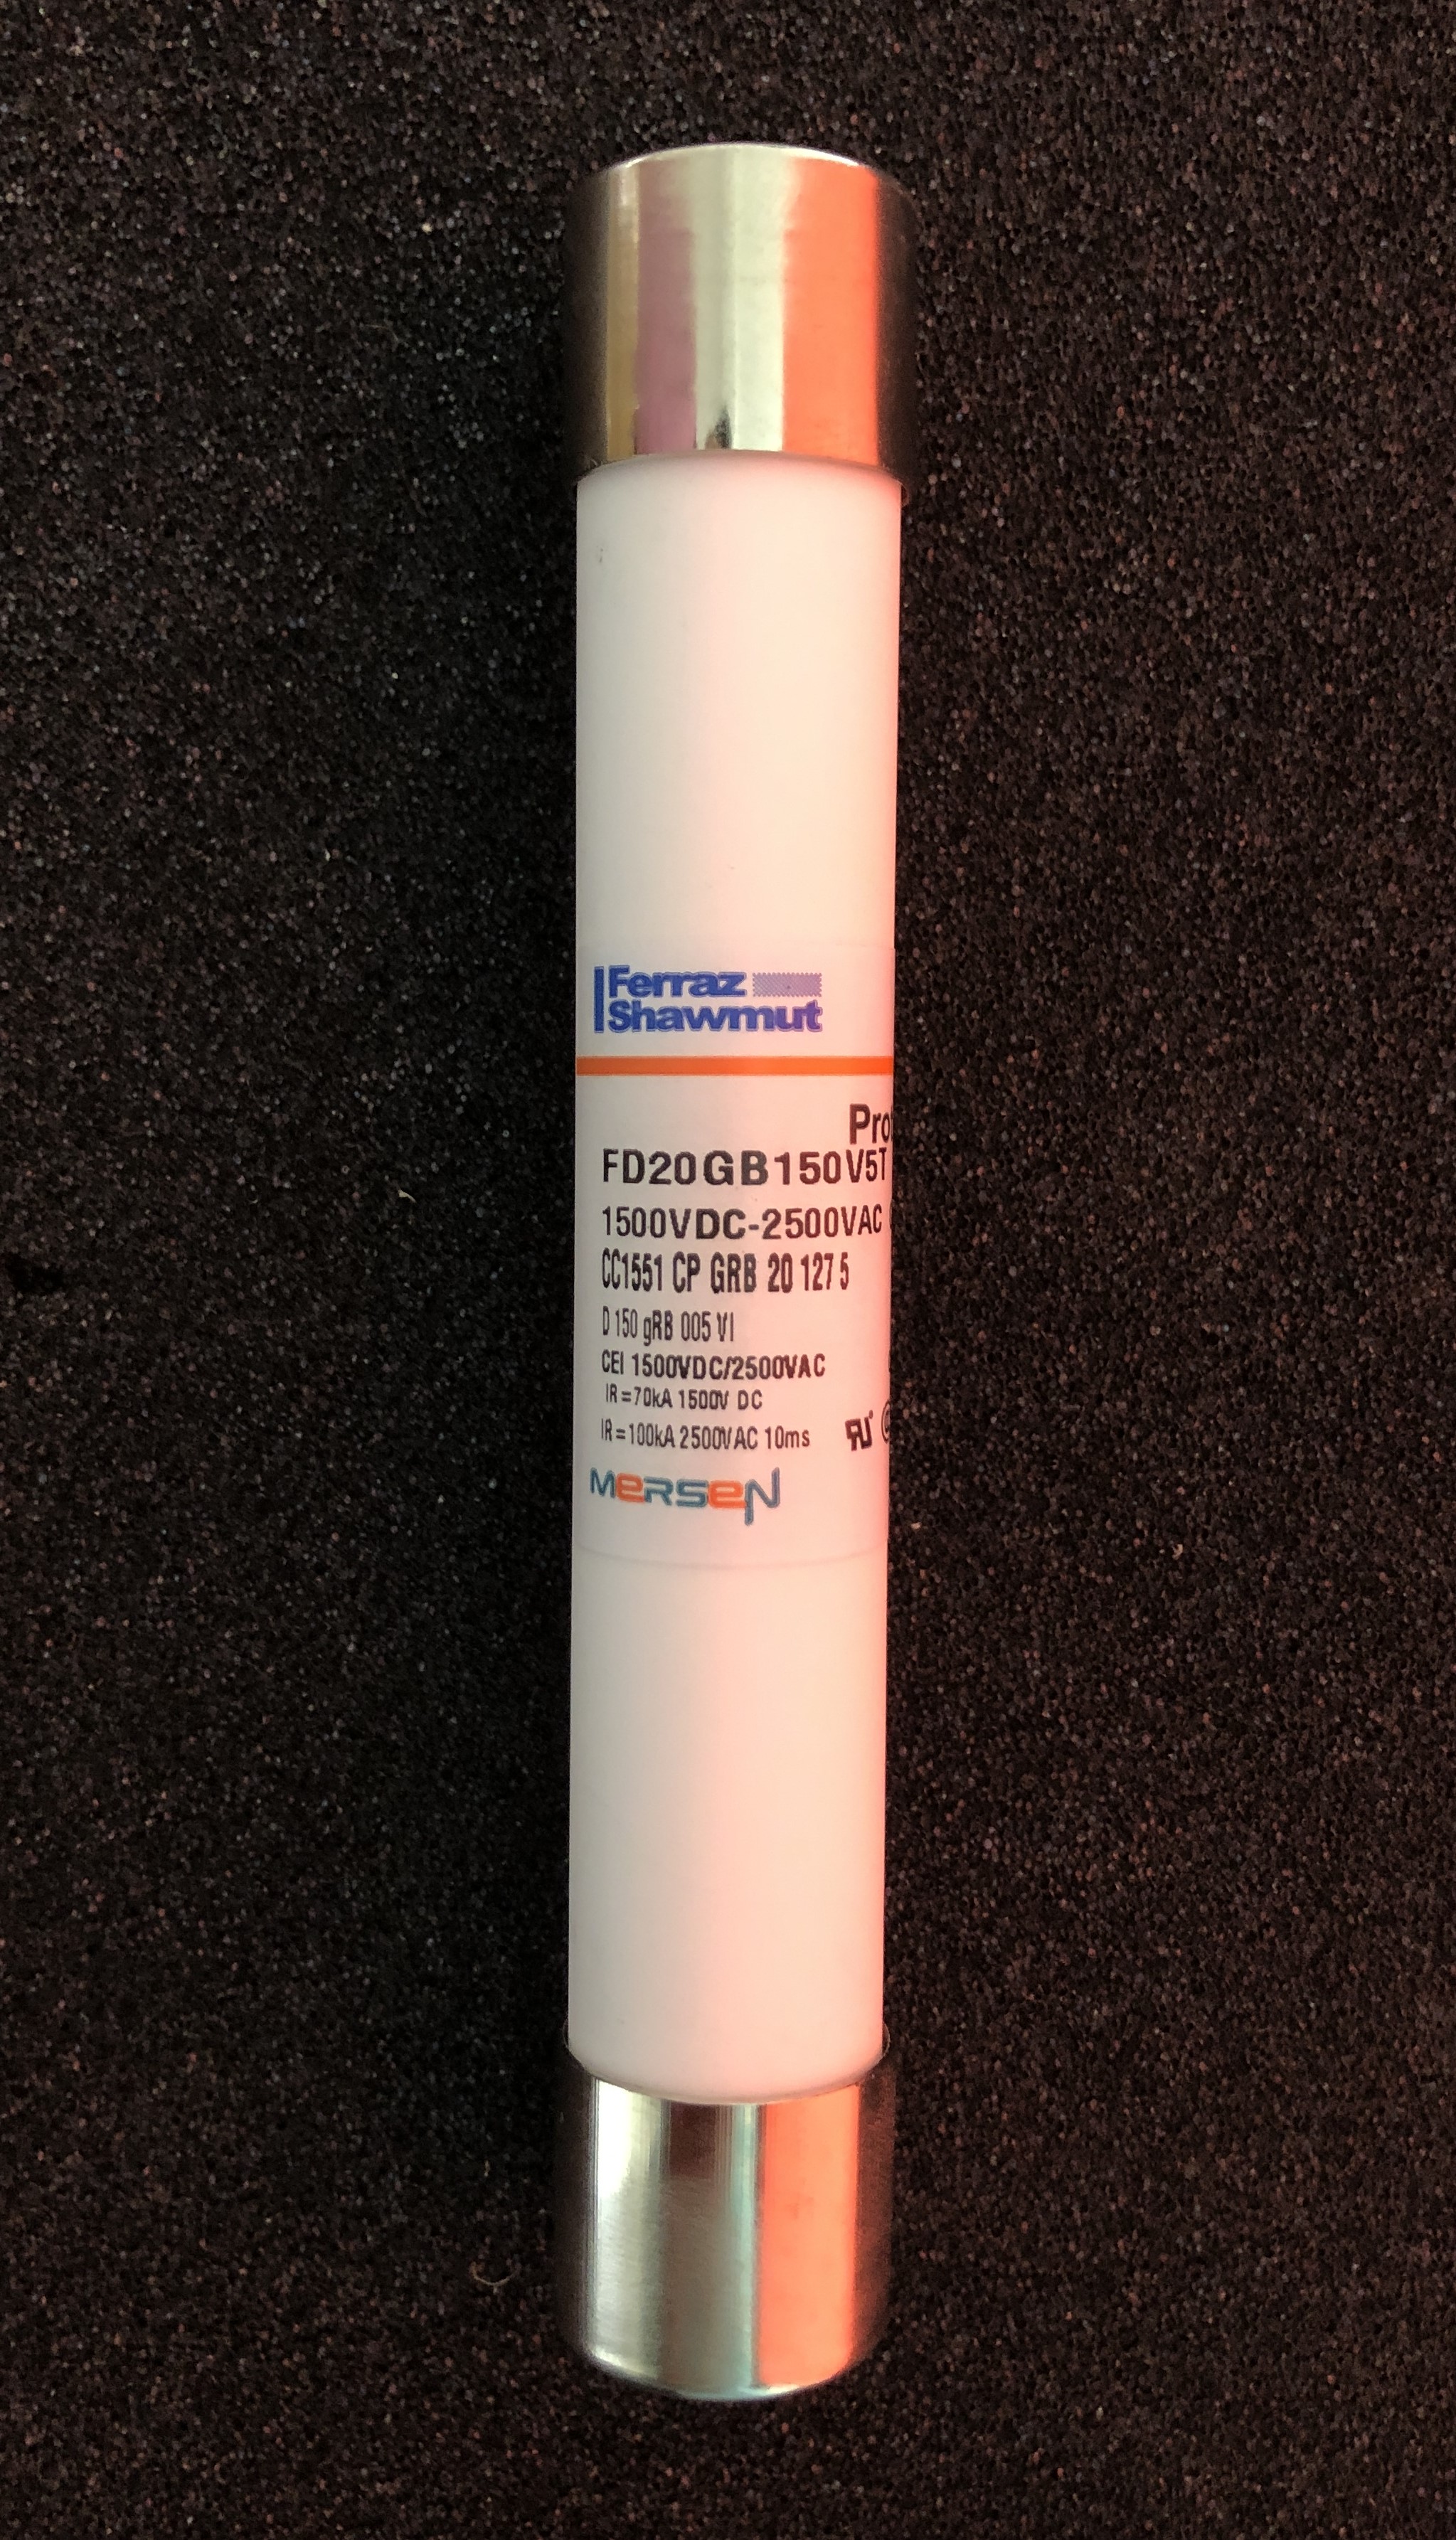 Ferraz
Shawmut
Pro
FD20GB150V5T
1500VDC-2500VAC
CC1551 CP GRB 20 127 5
D 150 gRB 005 VI
CEI 1500VDC/2500VAC
IR=70kA 1500V DC
IR=100kA 2500VAC 10ms
MERSEN